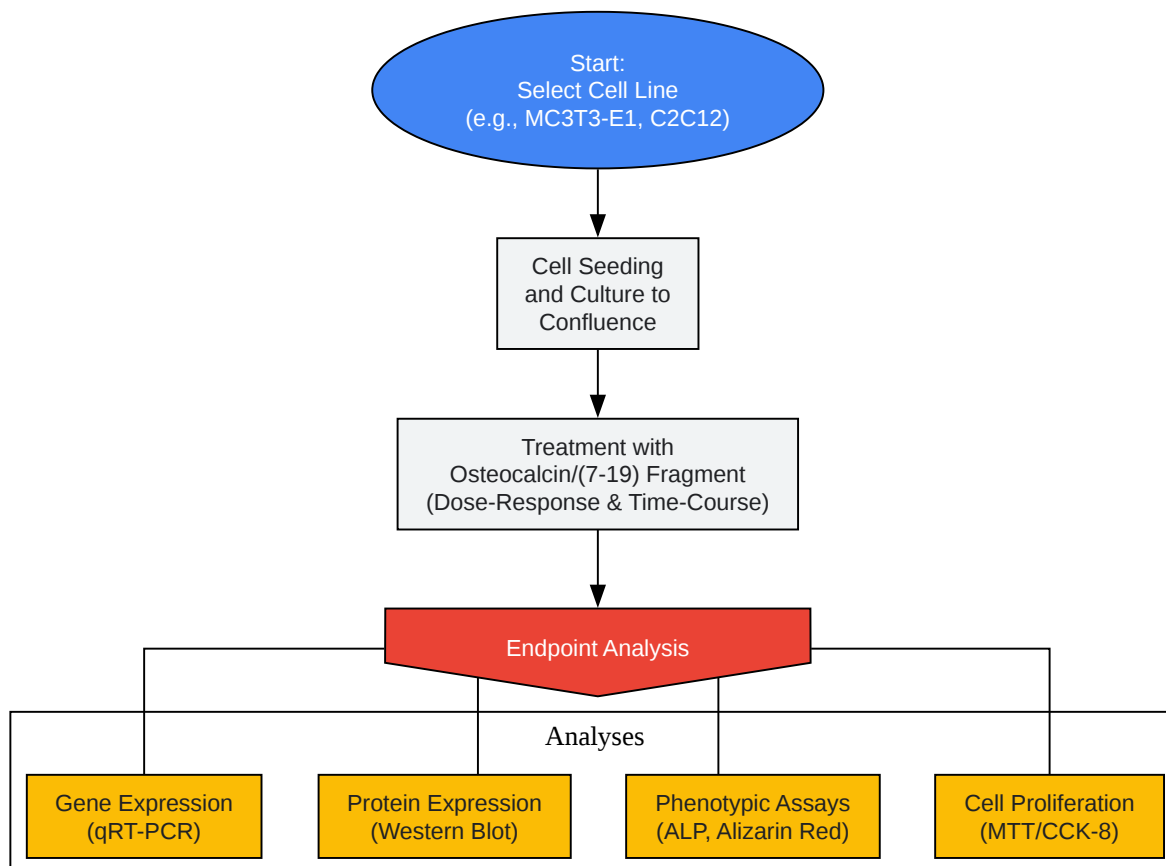 Start:
Select Cell Line
(e.g., MC3T3-E1, C2C12)
Cell Seeding
and Culture to
Confluence
Treatment with
Osteocalcin/(7-19) Fragment
(Dose-Response & Time-Course)
Endpoint Analysis
Analyses
Gene Expression
(qRT-PCR)
Protein Expression
(Western Blot)
Phenotypic Assays
(ALP, Alizarin Red)
Cell Proliferation
(MTT/CCK-8)